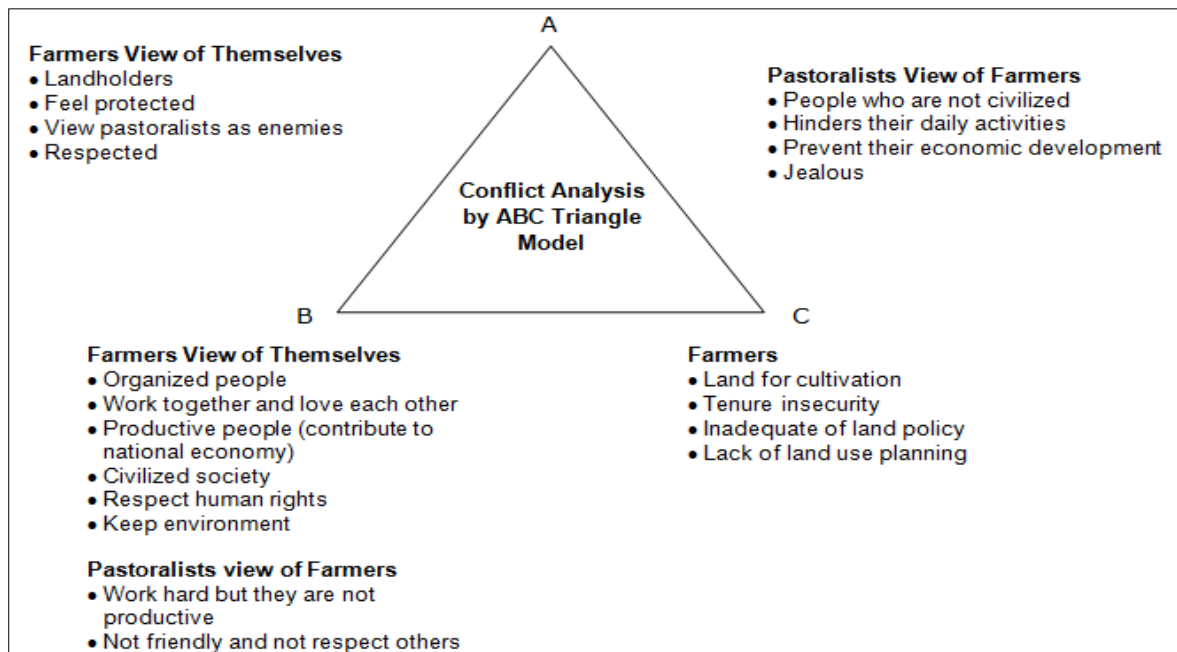 A
Farmers View of Themselves
• Landholders
• Feel protected
• View pastoralists as enemies
• Respected
Pastoralists View of Farmers
• People who are not civilized
• Hinders their daily activities
• Prevent their economic development
• Jealous
Conflict Analysis
by ABC Triangle
Model
B
C
Farmers View of Themselves
• Organized people
• Work together and love each other
• Productive people (contribute to
national economy)
• Civilized society
• Respect human rights
• Keep environment
Pastoralists view of Farmers
• Work hard but they are not
productive
• Not friendly and not respect others
Farmers
• Land for cultivation
• Tenure insecurity
• Inadequate of land policy
• Lack of land use planning